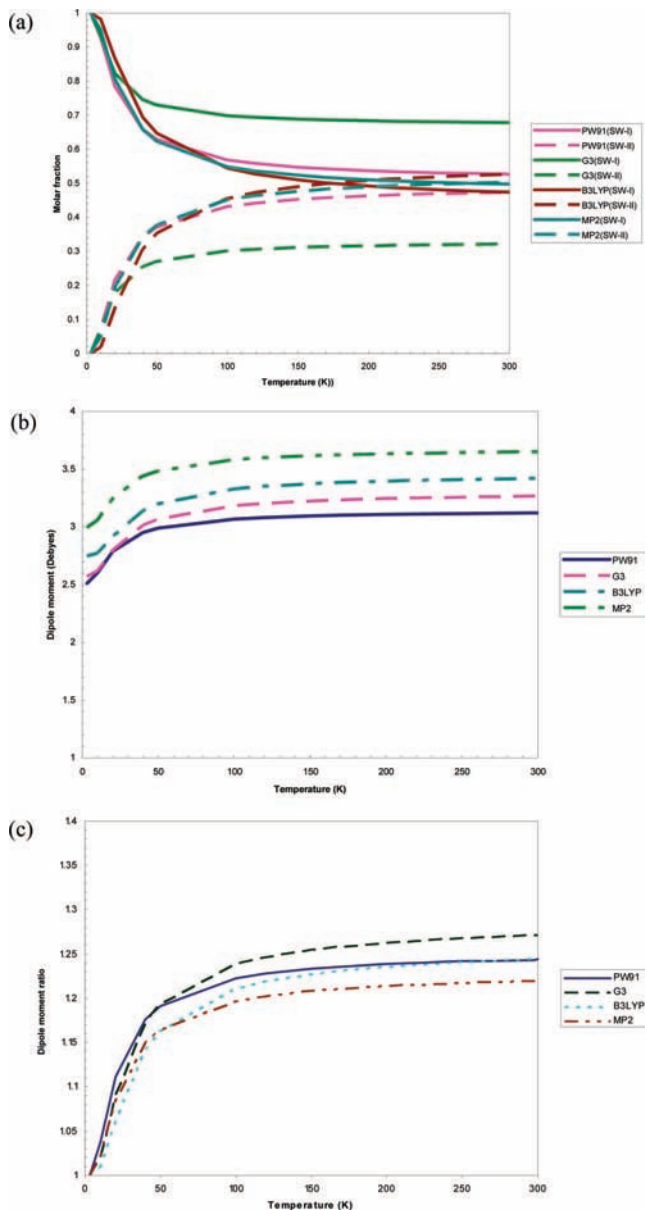 (a)
1
0.9
0.8
0.7
0.6
0.5
0.4
0.3
0.2
0.1
0
Molar fraction
0 50 100 150 200 250 300
Temperature (K))
PW91(SW-I)
PW91(SW-II)
G3(SW-I)
G3(SW-II)
B3LYP(SW-I)
B3LYP(SW-II)
MP2(SW-I)
MP2(SW-II)
(b)
4
3.5
3
2.5
2
1.5
1
Dipole moment (Debyes)
0 50 100 150 200 250 300
Temperature (K)
PW91
G3
B3LYP
MP2
(c)
1.4
1.35
1.3
1.25
1.2
1.15
1.1
1.05
1
Dipole moment ratio
0 50 100 150 200 250 300
Temperature (K)
PW91
G3
B3LYP
MP2